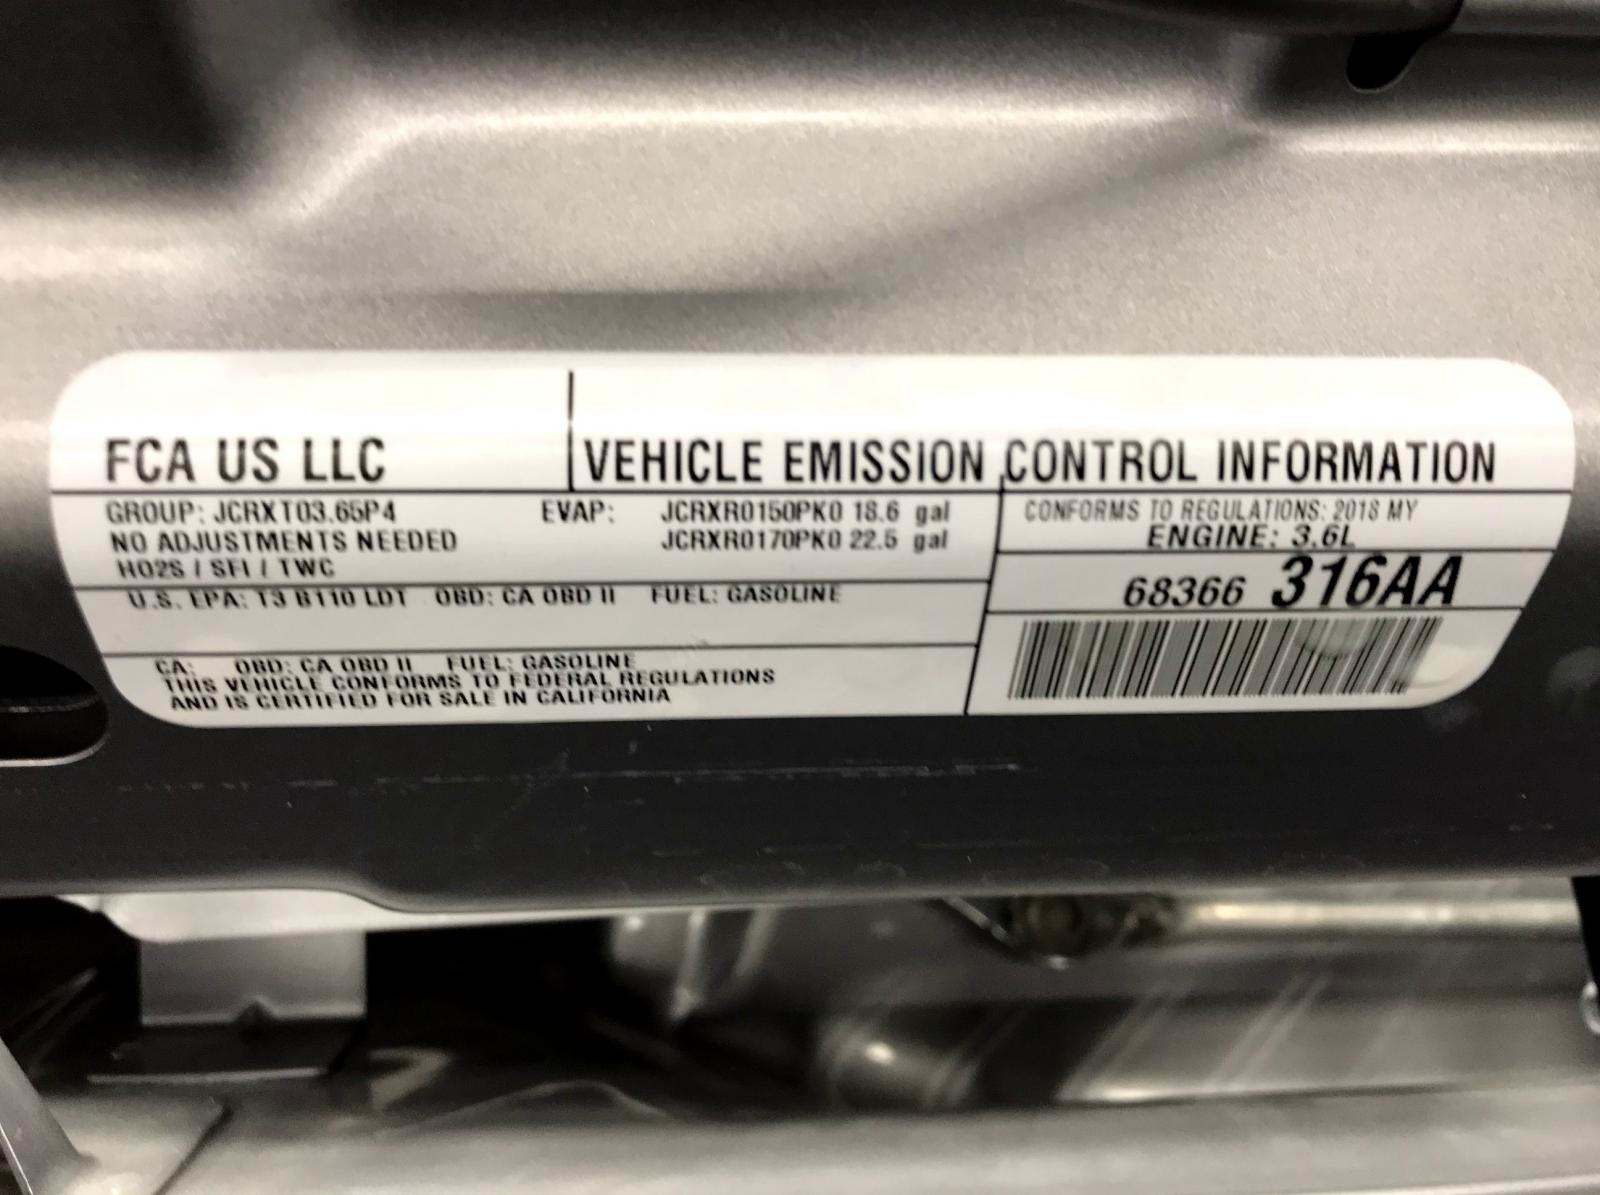 FCA US LLC
VEHICLE EMISSION CONTROL INFORMATION
GROUP: JCRXT03.65P4
NO ADJUSTMENTS NEEDED
HO2S / SFI / TWC
EVAP: JCRXR0150PK0 18.6 gal
JCRXR0170PK0 22.5 gal
CONFORMS TO REGULATIONS: 2018 MY
ENGINE: 3.6L
68366 316AA
U.S. EPA: T3 B110 LDT OBD: CA OBD II FUEL: GASOLINE
CA: OBD: CA OBD II FUEL: GASOLINE
THIS VEHICLE CONFORMS TO FEDERAL REGULATIONS
AND IS CERTIFIED FOR SALE IN CALIFORNIA